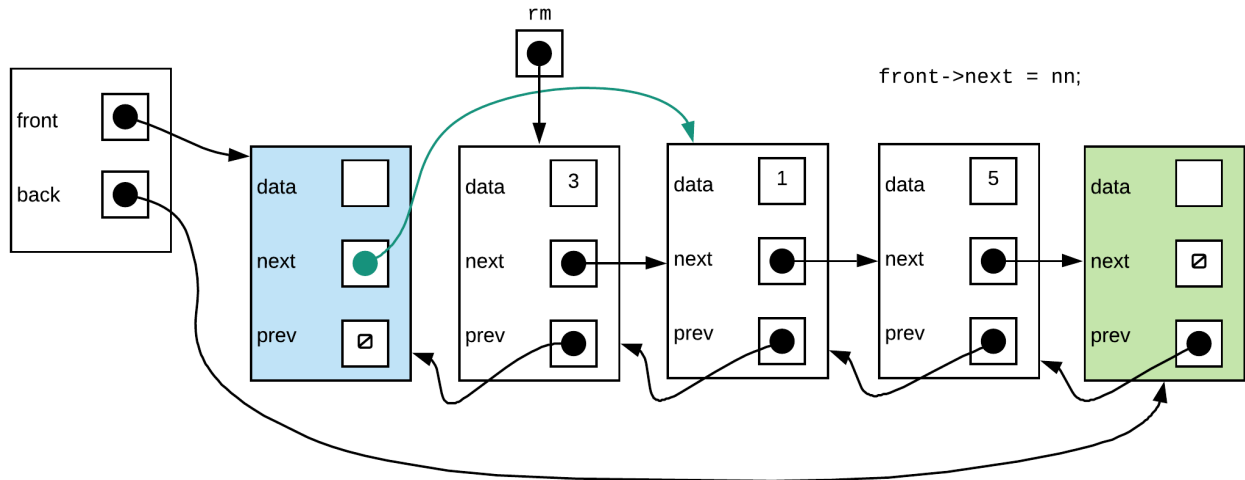 rm
front->next = nn;
front
back
data
next
prev
data 3
next
prev
data 1
next
prev
data 5
next
prev
data
next
prev